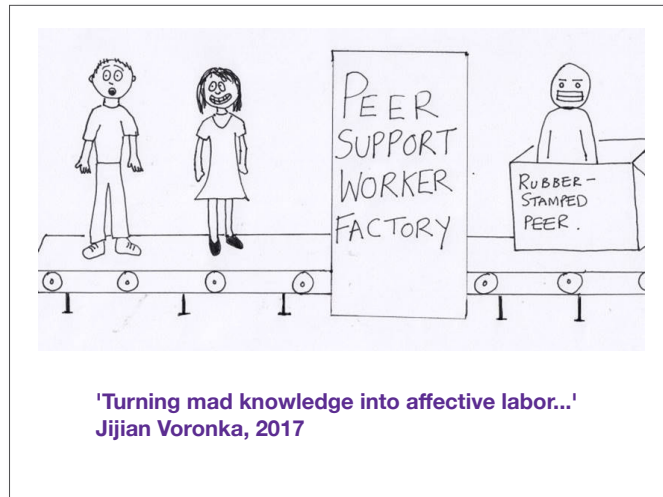 PEER
SUPPORT
WORKER
FACTORY
RUBBER-
STAMPED
PEER.
'Turning mad knowledge into affective labor...'
Jijian Voronka, 2017